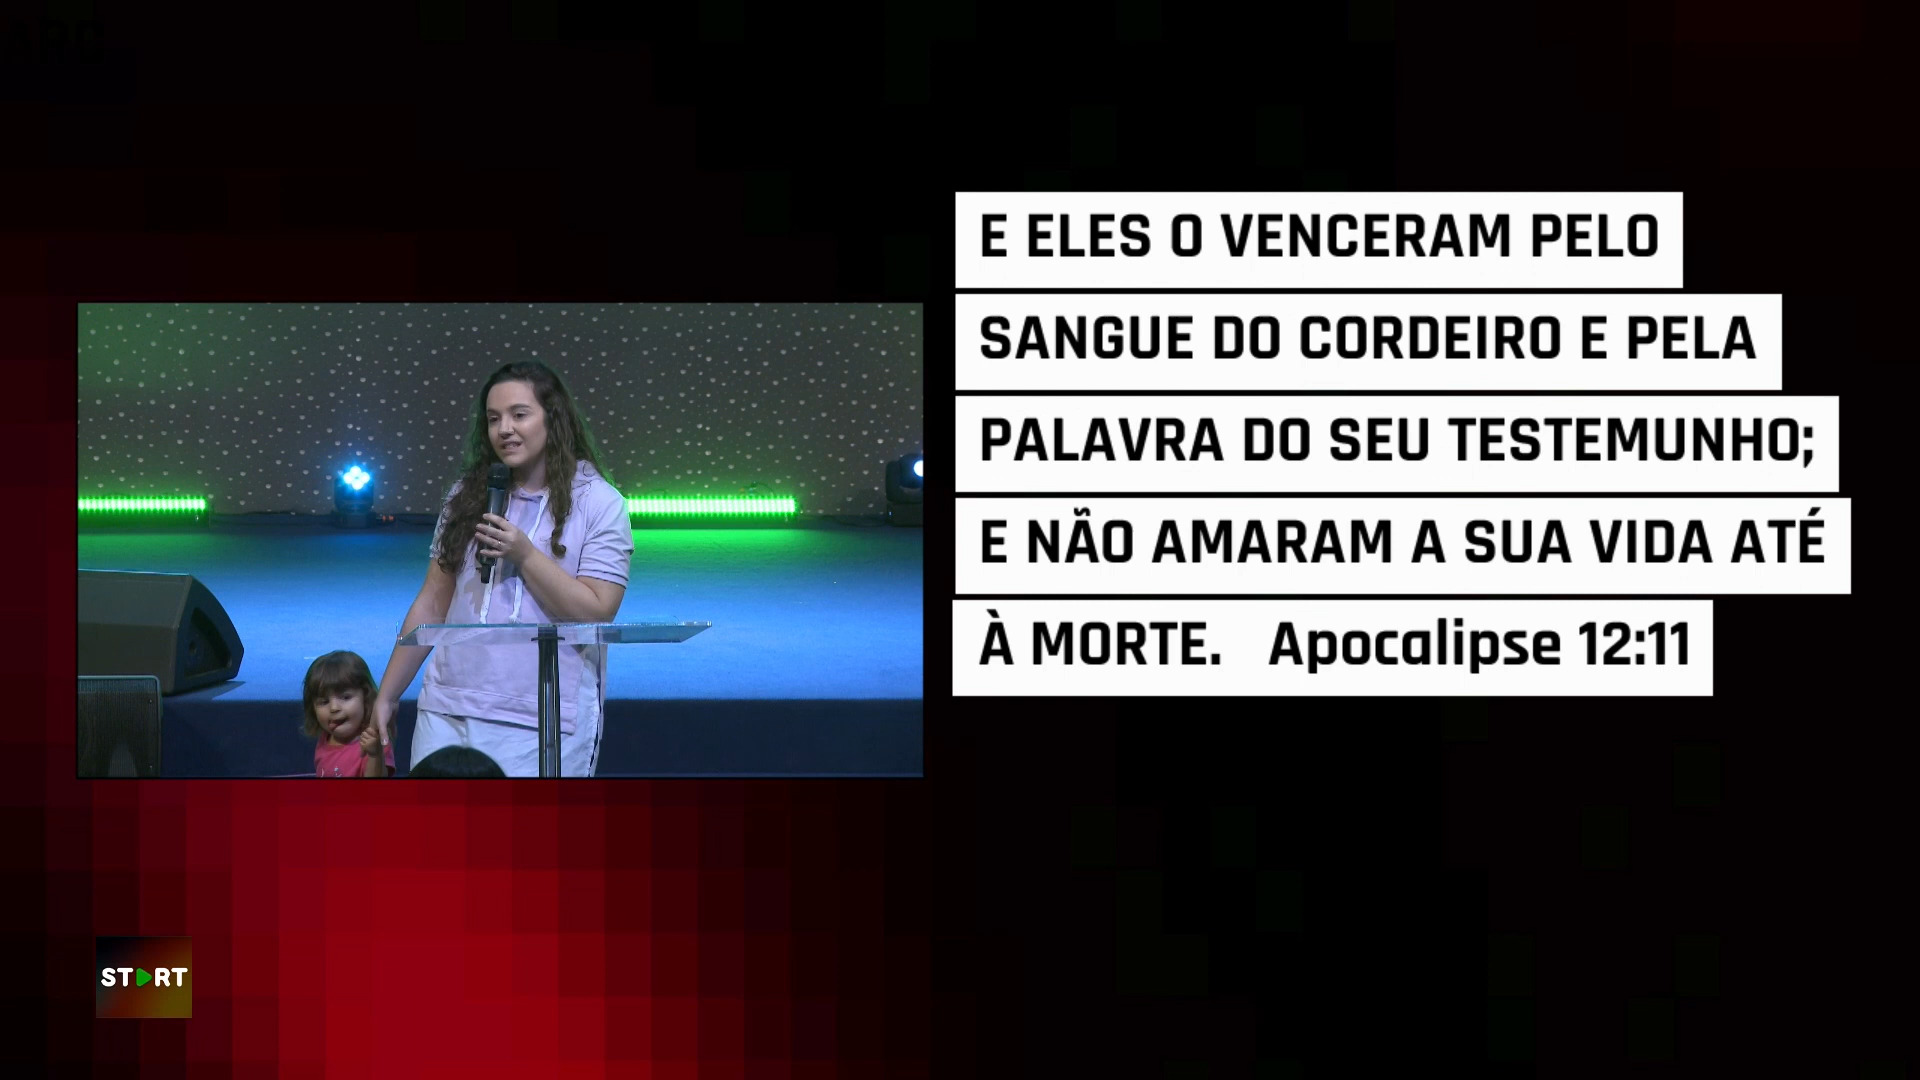 E ELES O VENCERAM PELO
SANGUE DO CORDEIRO E PELA
PALAVRA DO SEU TESTEMUNHO;
E NÃO AMARAM A SUA VIDA ATÉ
À MORTE. Apocalipse 12:11
START